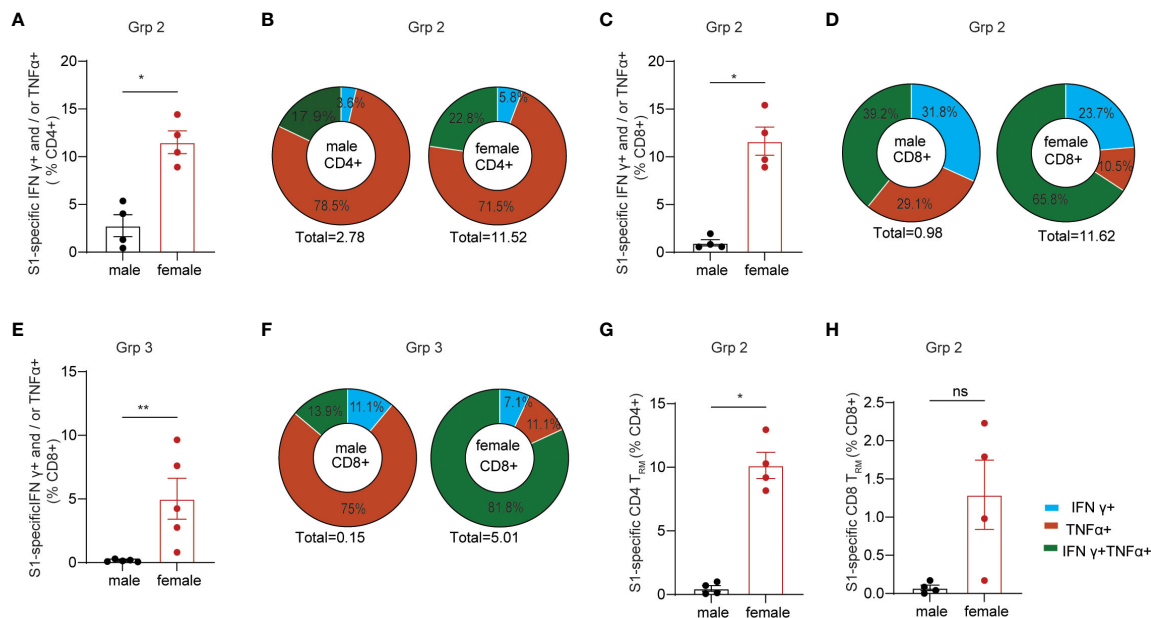 A
Grp 2
S1-specific IFN γ+ and / or TNFα+
( % CD4+)
20
15
10
5
0
*
male
female
B
Grp 2
3.6%
17.9%
78.5%
male
CD4+
Total=2.78
5.8%
22.8%
71.5%
female
CD4+
Total=11.52
C
Grp 2
S1-specific IFN γ+ and / or TNFα+
(% CD8+)
20
15
10
5
0
*
male
female
D
Grp 2
39.2%
31.8%
29.1%
male
CD8+
Total=0.98
23.7%
10.5%
65.8%
female
CD8+
Total=11.62
E
Grp 3
S1-specificIFN γ+ and / or TNFα+
(% CD8+)
15
10
5
0
**
male
female
F
Grp 3
13.9%
11.1%
75%
male
CD8+
Total=0.15
7.1%
11.1%
81.8%
female
CD8+
Total=5.01
G
Grp 2
S1-specific CD4 TRM (% CD4+)
15
10
5
0
*
male
female
H
Grp 2
S1-specific CD8 TRM (% CD8+)
2.5
2.0
1.5
1.0
0.5
0.0
ns
male
female
IFN γ+
TNFα+
IFN γ+TNFα+